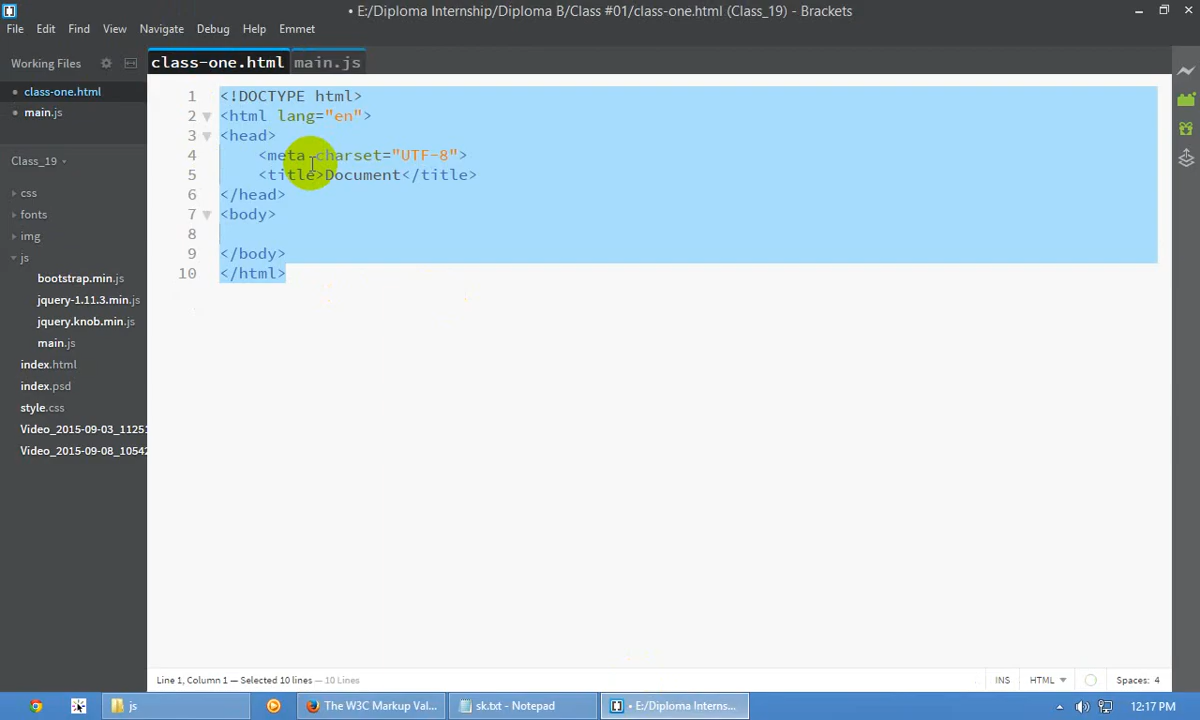 • E:/Diploma Internship/Diploma B/Class #01/class-one.html (Class_19) - Brackets
File Edit Find View Navigate Debug Help Emmet
Working Files
class-one.html
main.js
Class_19
css
fonts
img
js
bootstrap.min.js
jquery-1.11.3.min.js
jquery.knob.min.js
main.js
index.html
index.psd
style.css
Video_2015-09-03_11251
Video_2015-09-08_10542
class-one.html main.js
1 <!DOCTYPE html>
2 <html lang="en">
3 <head>
4 <meta charset="UTF-8">
5 <title>Document</title>
6 </head>
7 <body>
8
9 </body>
10 </html>
Line 1, Column 1 — Selected 10 lines — 10 Lines
INS HTML Spaces: 4
js The W3C Markup Val... sk.txt - Notepad • E:/Diploma Interns... 12:17 PM